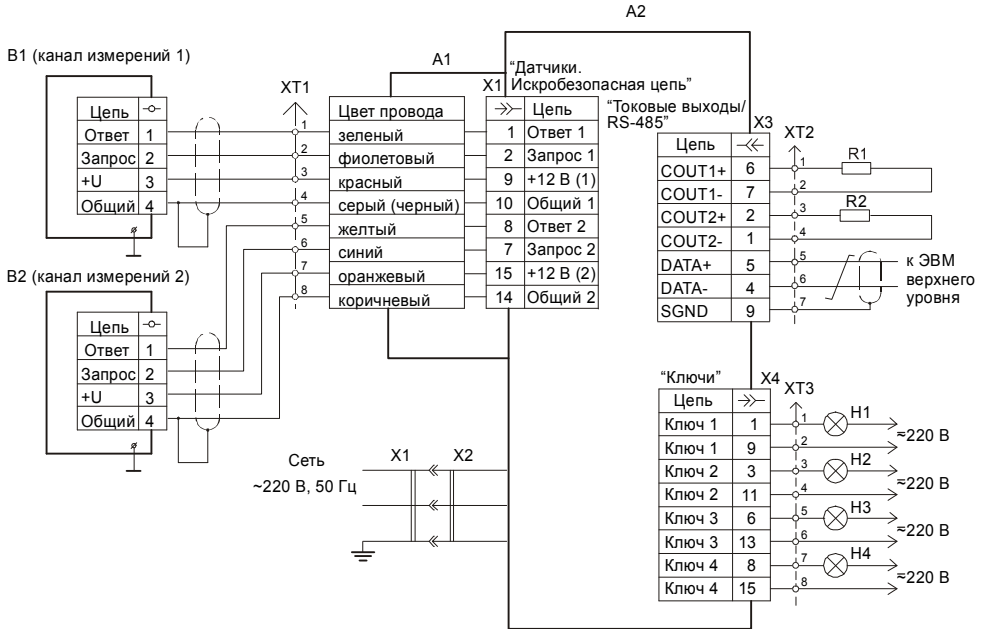 A2
B1 (канал измерений 1)
Цепь
Ответ 1
Запрос 2
+U 3
Общий 4
B2 (канал измерений 2)
Цепь
Ответ 1
Запрос 2
+U 3
Общий 4
XT1
1
2
3
4
5
6
7
8
A1
Цвет провода
зеленый
фиолетовый
красный
серый (черный)
желтый
синий
оранжевый
коричневый
X1
“Датчики.
Искробезопасная цепь”
Цепь
1 Ответ 1
2 Запрос 1
9 +12 В (1)
10 Общий 1
8 Ответ 2
7 Запрос 2
15 +12 В (2)
14 Общий 2
“Токовые выходы/
RS-485”
X3
Цепь
COUT1+ 6
COUT1- 7
COUT2+ 2
COUT2- 1
DATA+ 5
DATA- 4
SGND 9
XT2
1
2
3
4
5
6
7
R1
R2
к ЭВМ
верхнего
уровня
“Ключи”
X4
Цепь
Ключ 1 1
Ключ 1 9
Ключ 2 3
Ключ 2 11
Ключ 3 6
Ключ 3 13
Ключ 4 8
Ключ 4 15
XT3
1
2
3
4
5
6
7
8
H1
≂220 В
H2
≂220 В
H3
≂220 В
H4
≂220 В
Сеть
~220 В, 50 Гц
X1
X2